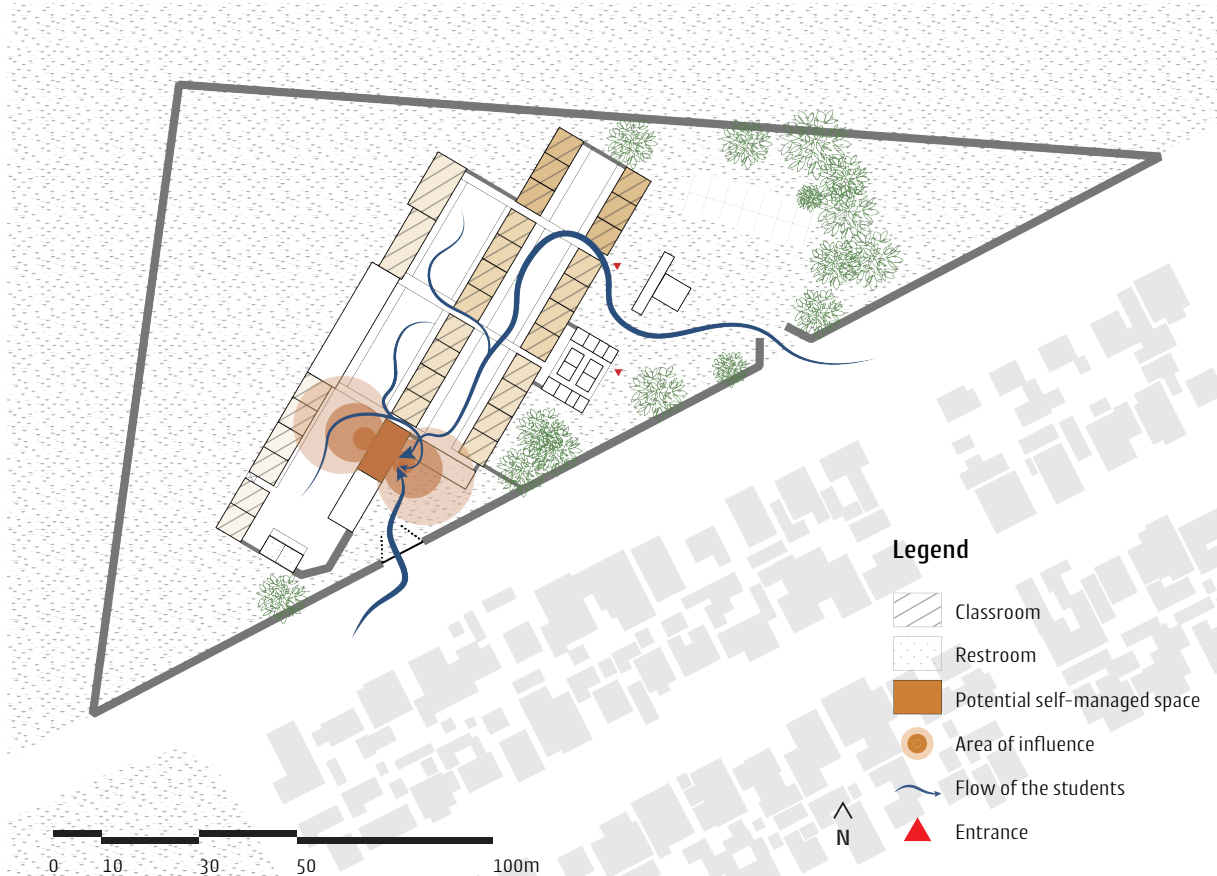 Legend
Classroom
Restroom
Potential self-managed space
Area of influence
Flow of the students
Entrance
N
0 10 30 50 100m